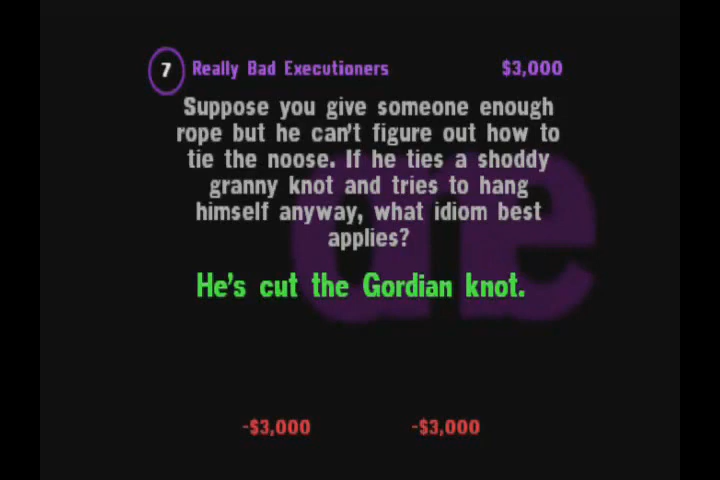 7 Really Bad Executioners $3,000
Suppose you give someone enough
rope but he can't figure out how to
tie the noose. If he ties a shoddy
granny knot and tries to hang
himself anyway, what idiom best
applies?
He's cut the Gordian knot.
-$3,000 -$3,000